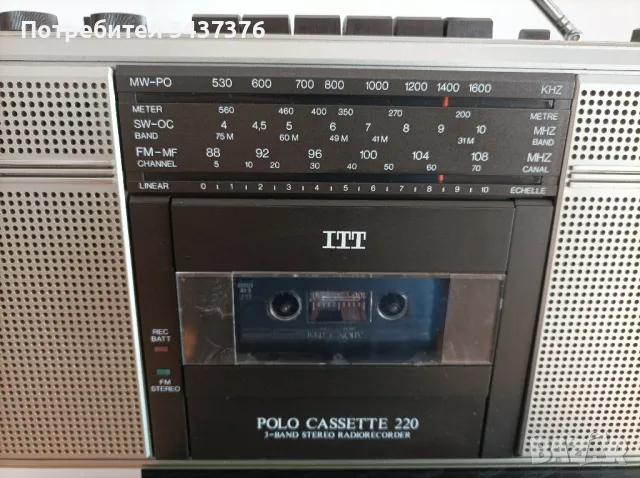 Потребител 3437376
MW-PO 530 600 700 800 1000 1200 1400 1600 KHZ
METER 560 460 400 350 270 200 METRE
SW-OC 4 4,5 5 6 7 8 9 10 MHZ
BAND 75 M 60 M 49 M 41 M 31 M BAND
FM-MF 88 92 96 100 104 108 MHZ
CHANNEL 5 10 20 30 40 50 60 70 CANAL
LINEAR 0 1 2 3 4 5 6 7 8 9 10 ECHELLE
ITT
REC
BATT
FM
STEREO
POLO CASSETTE 220
3-BAND STEREO RADIORECORDER